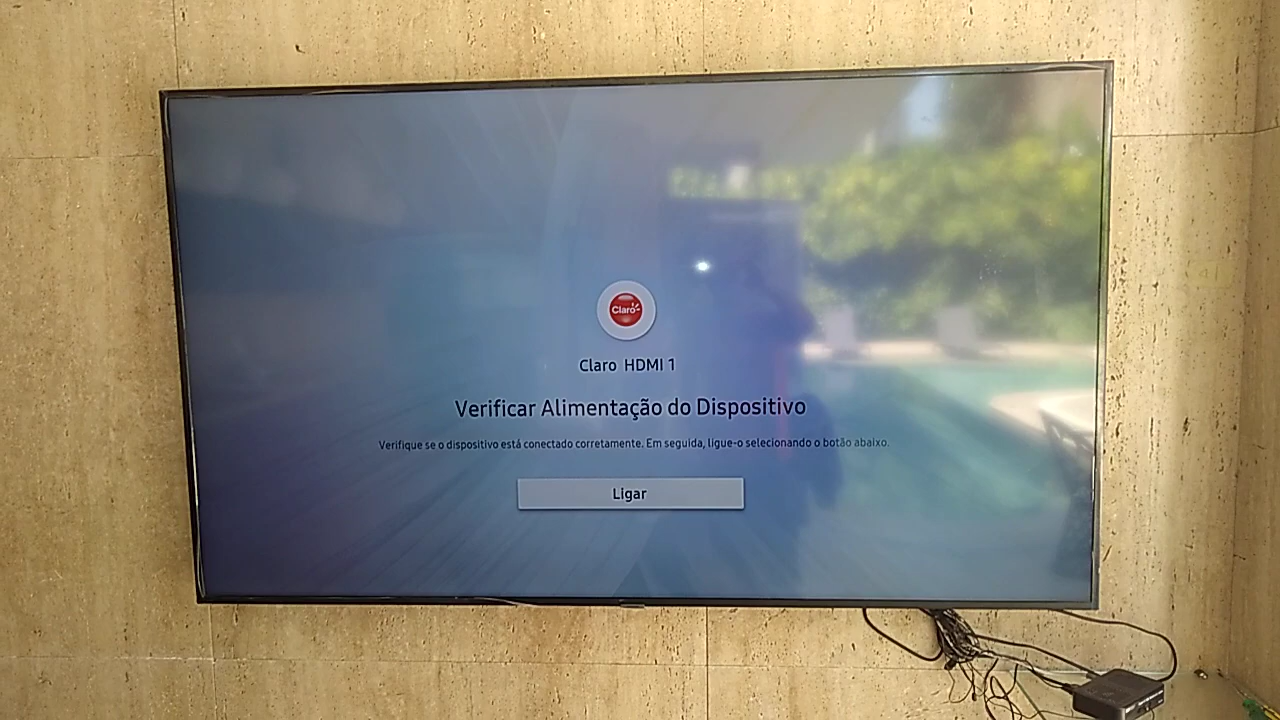 Claro
Claro HDMI 1
Verificar Alimentação do Dispositivo
Verifique se o dispositivo está conectado corretamente. Em seguida, ligue-o selecionando o botão abaixo.
Ligar